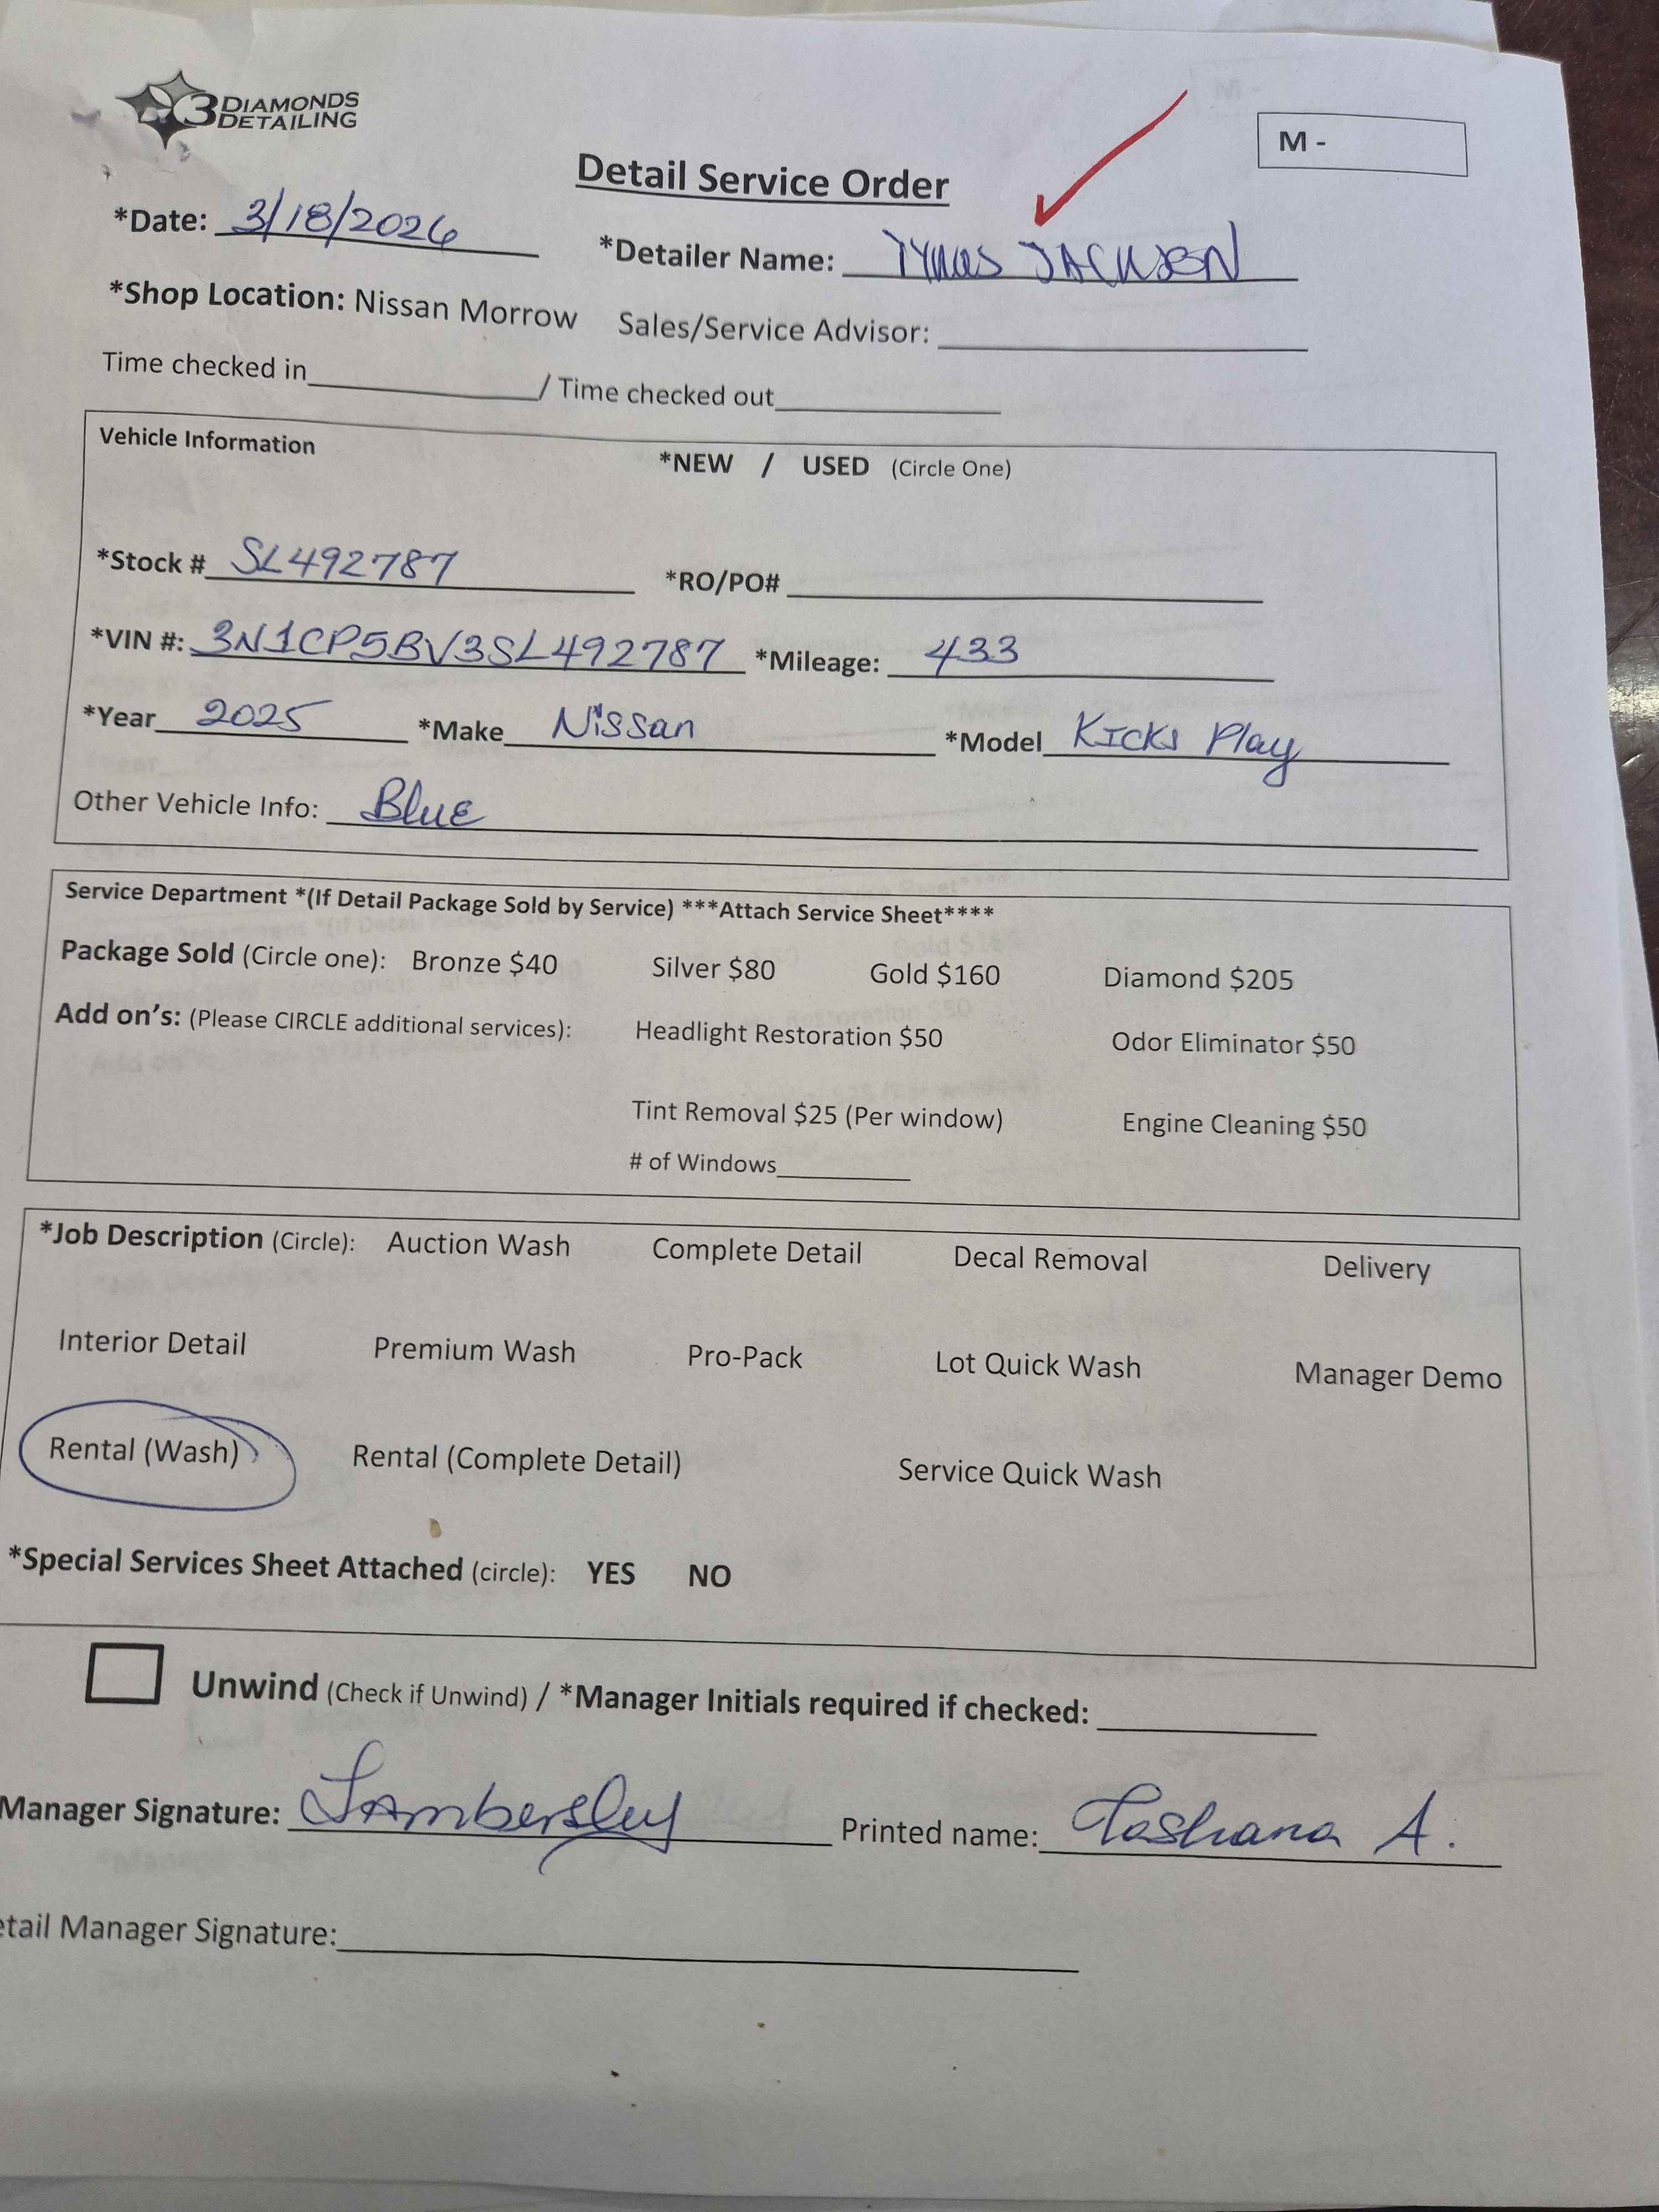 3 DIAMONDS
DETAILING
M -
Detail Service Order
*Date: 3/18/2026 *Detailer Name: JACKSON
*Shop Location: Nissan Morrow Sales/Service Advisor:
Time checked in / Time checked out
Vehicle Information
*NEW / USED (Circle One)
*Stock # SL492787 *RO/PO#
*VIN #: 3N1CP5BV3SL492787 *Mileage: 433
*Year 2025 *Make Nissan *Model Kicks Play
Other Vehicle Info: Blue
Service Department *(If Detail Package Sold by Service) ***Attach Service Sheet****
Package Sold (Circle one): Bronze $40 Silver $80 Gold $160 Diamond $205
Add on's: (Please CIRCLE additional services): Headlight Restoration $50 Odor Eliminator $50
Tint Removal $25 (Per window) Engine Cleaning $50
# of Windows
*Job Description (Circle): Auction Wash Complete Detail Decal Removal Delivery
Interior Detail Premium Wash Pro-Pack Lot Quick Wash Manager Demo
Rental (Wash) Rental (Complete Detail) Service Quick Wash
*Special Services Sheet Attached (circle): YES NO
Unwind (Check if Unwind) / *Manager Initials required if checked:
Manager Signature: Printed name: Tashana A.
etail Manager Signature: